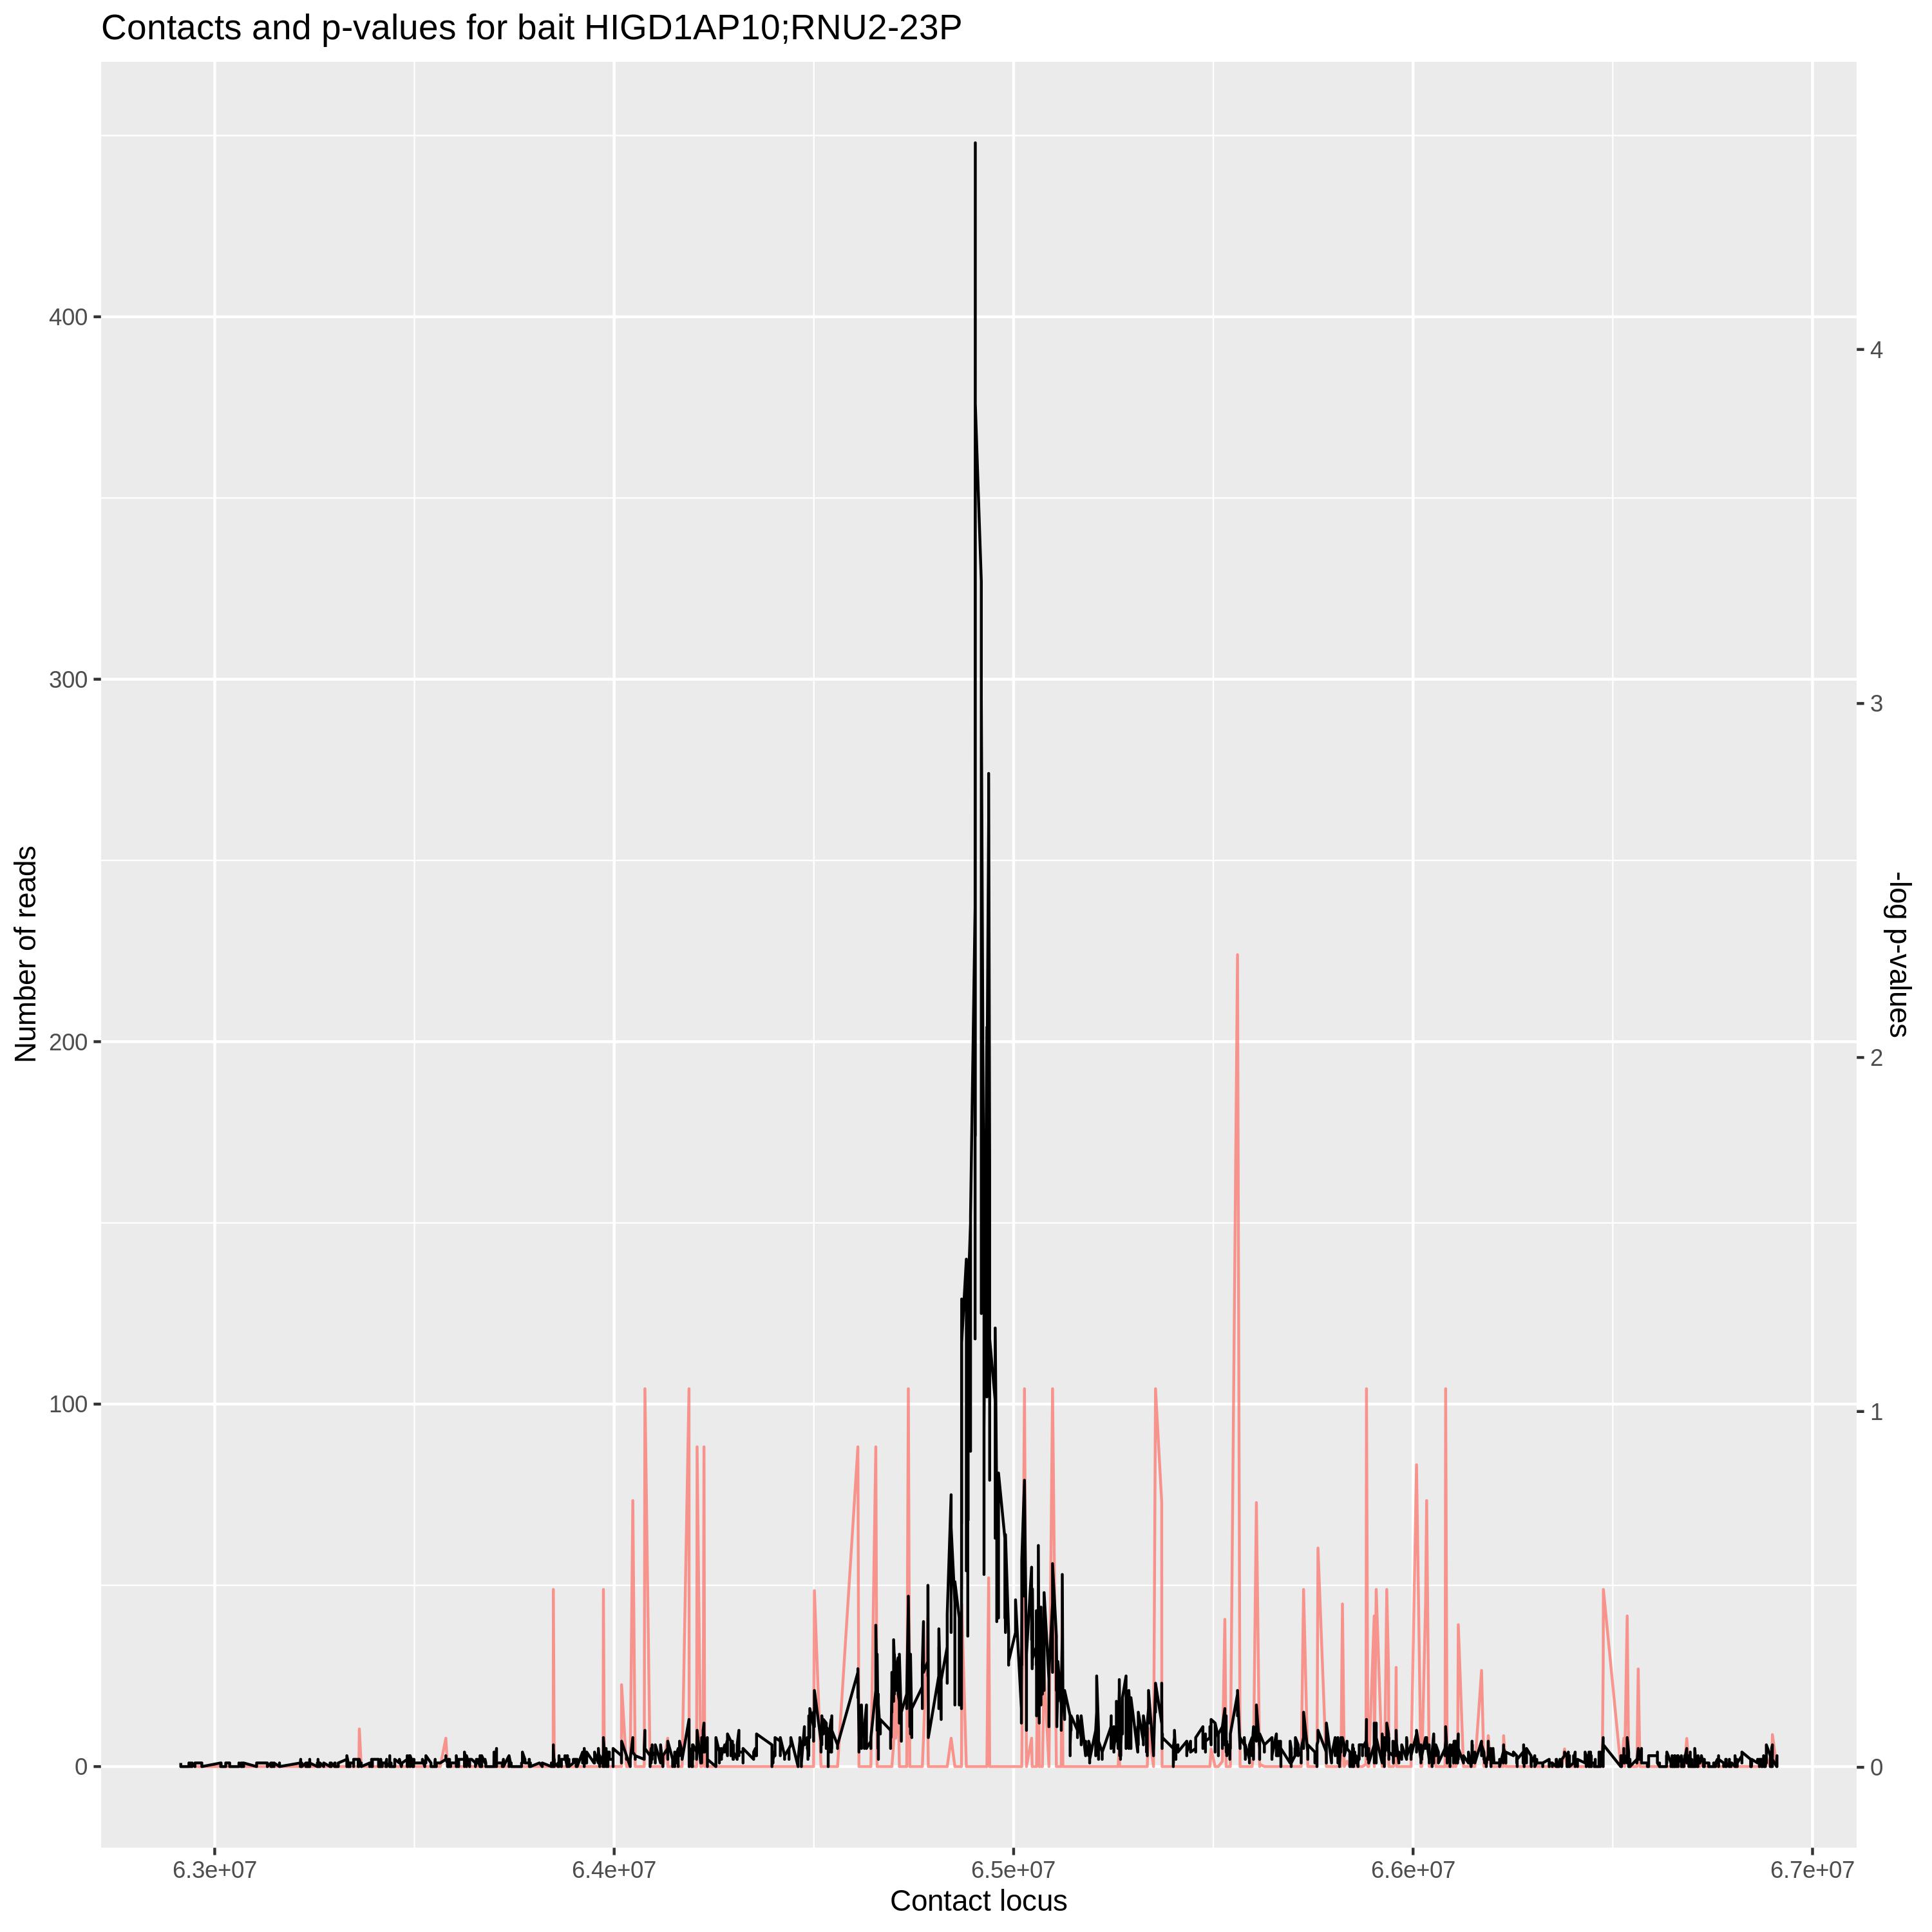 Contacts and p-values for bait HIGD1AP10;RNU2-23P
400
300
200
100
0
Number of reads
4
3
2
1
0
-log p-values
6.3e+07
6.4e+07
6.5e+07
6.6e+07
6.7e+07
Contact locus